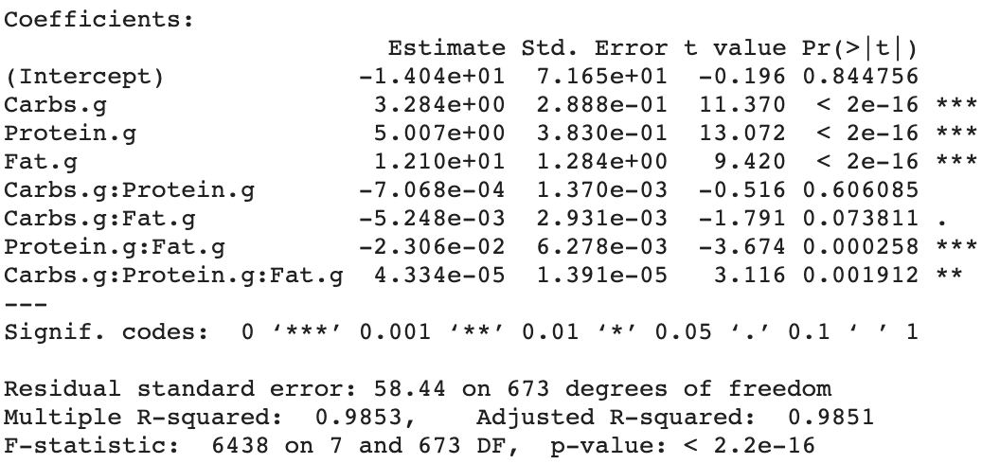 Coefficients:
Estimate Std. Error t value Pr(>|t|)
(Intercept) -1.404e+01 7.165e+01 -0.196 0.844756
Carbs.g 3.284e+00 2.888e-01 11.370 < 2e-16 ***
Protein.g 5.007e+00 3.830e-01 13.072 < 2e-16 ***
Fat.g 1.210e+01 1.284e+00 9.420 < 2e-16 ***
Carbs.g:Protein.g -7.068e-04 1.370e-03 -0.516 0.606085
Carbs.g:Fat.g -5.248e-03 2.931e-03 -1.791 0.073811 .
Protein.g:Fat.g -2.306e-02 6.278e-03 -3.674 0.000258 ***
Carbs.g:Protein.g:Fat.g 4.334e-05 1.391e-05 3.116 0.001912 **
---
Signif. codes: 0 ‘***’ 0.001 ‘**’ 0.01 ‘*’ 0.05 ‘.’ 0.1 ‘ ’ 1
Residual standard error: 58.44 on 673 degrees of freedom
Multiple R-squared: 0.9853, Adjusted R-squared: 0.9851
F-statistic: 6438 on 7 and 673 DF, p-value: < 2.2e-16